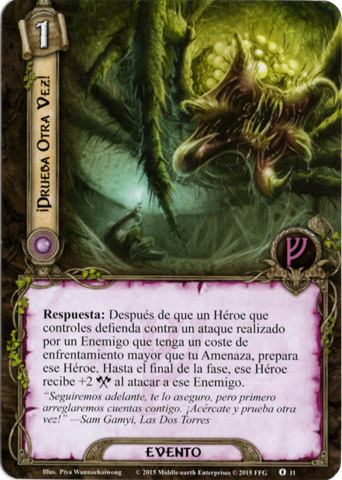 1
¡Prueba Otra Vez!
Respuesta: Después de que un Héroe que
controles defienda contra un ataque realizado
por un Enemigo que tenga un coste de
enfrentamiento mayor que tu Amenaza, prepara
ese Héroe. Hasta el final de la fase, ese Héroe
recibe +2 al atacar a ese Enemigo.
“Seguiremos adelante, te lo aseguro, pero primero
arreglaremos cuentas contigo. ¡Acércate y prueba otra
vez!” —Sam Gamyi, Las Dos Torres
Evento
Illus. Piya Wannachaiwong © 2015 Middle-earth Enterprises © 2015 FFG 11